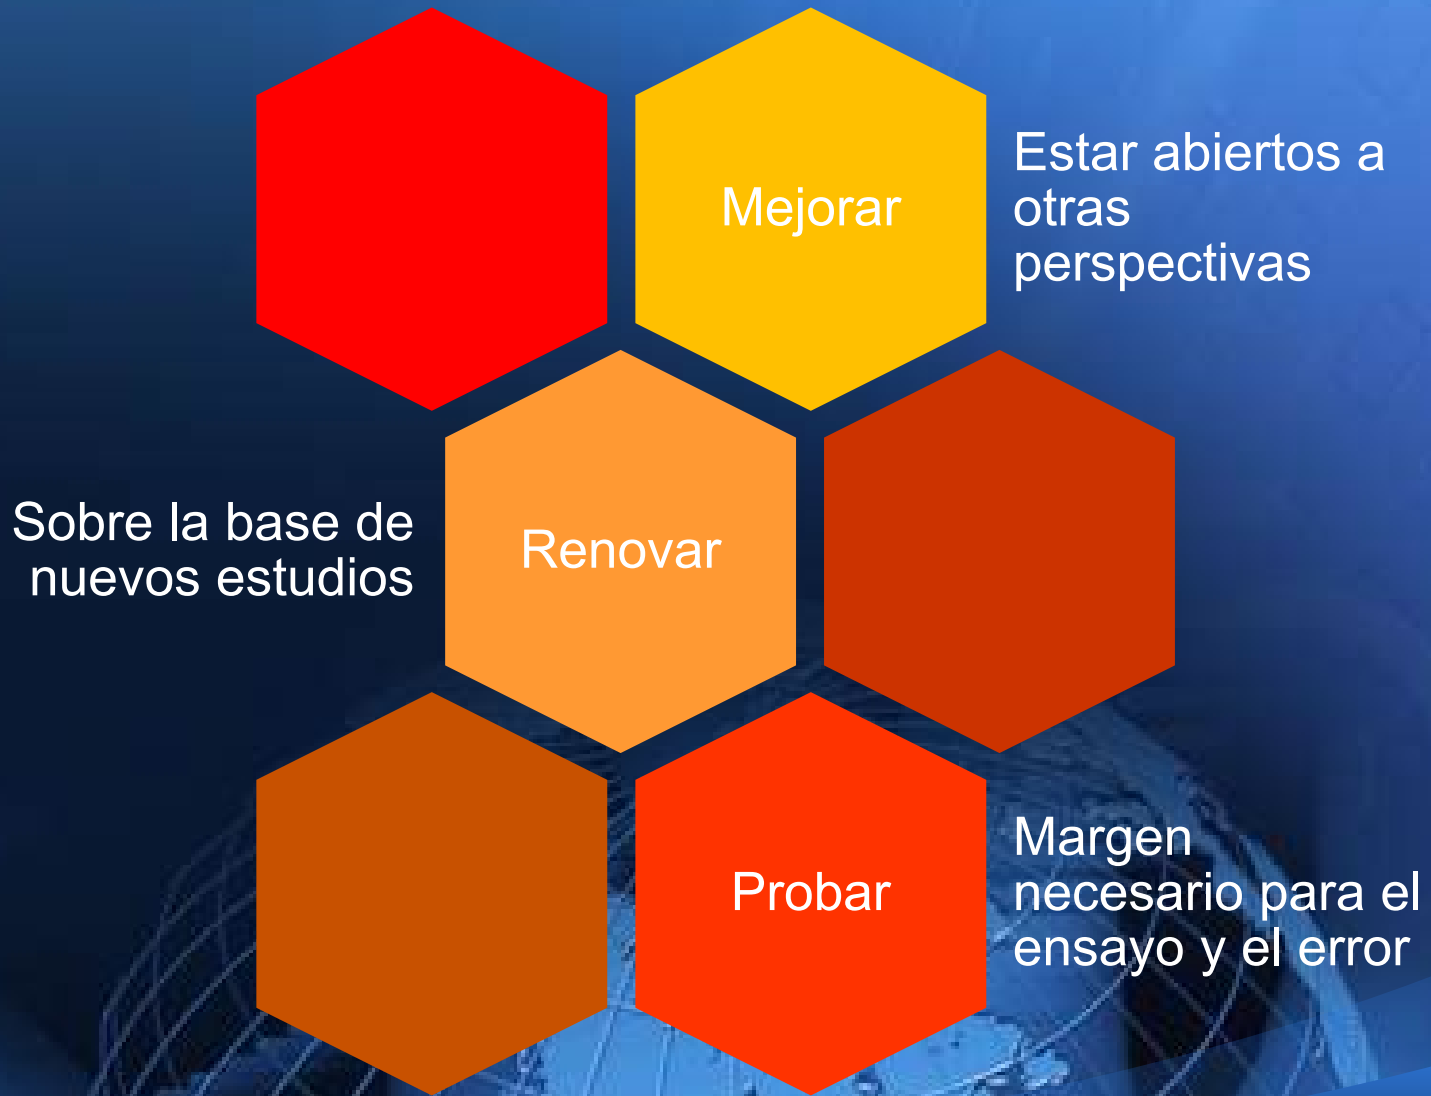 Mejorar
Estar abiertos a
otras
perspectivas
Sobre la base de
nuevos estudios
Renovar
Probar
Margen
necesario para el
ensayo y el error